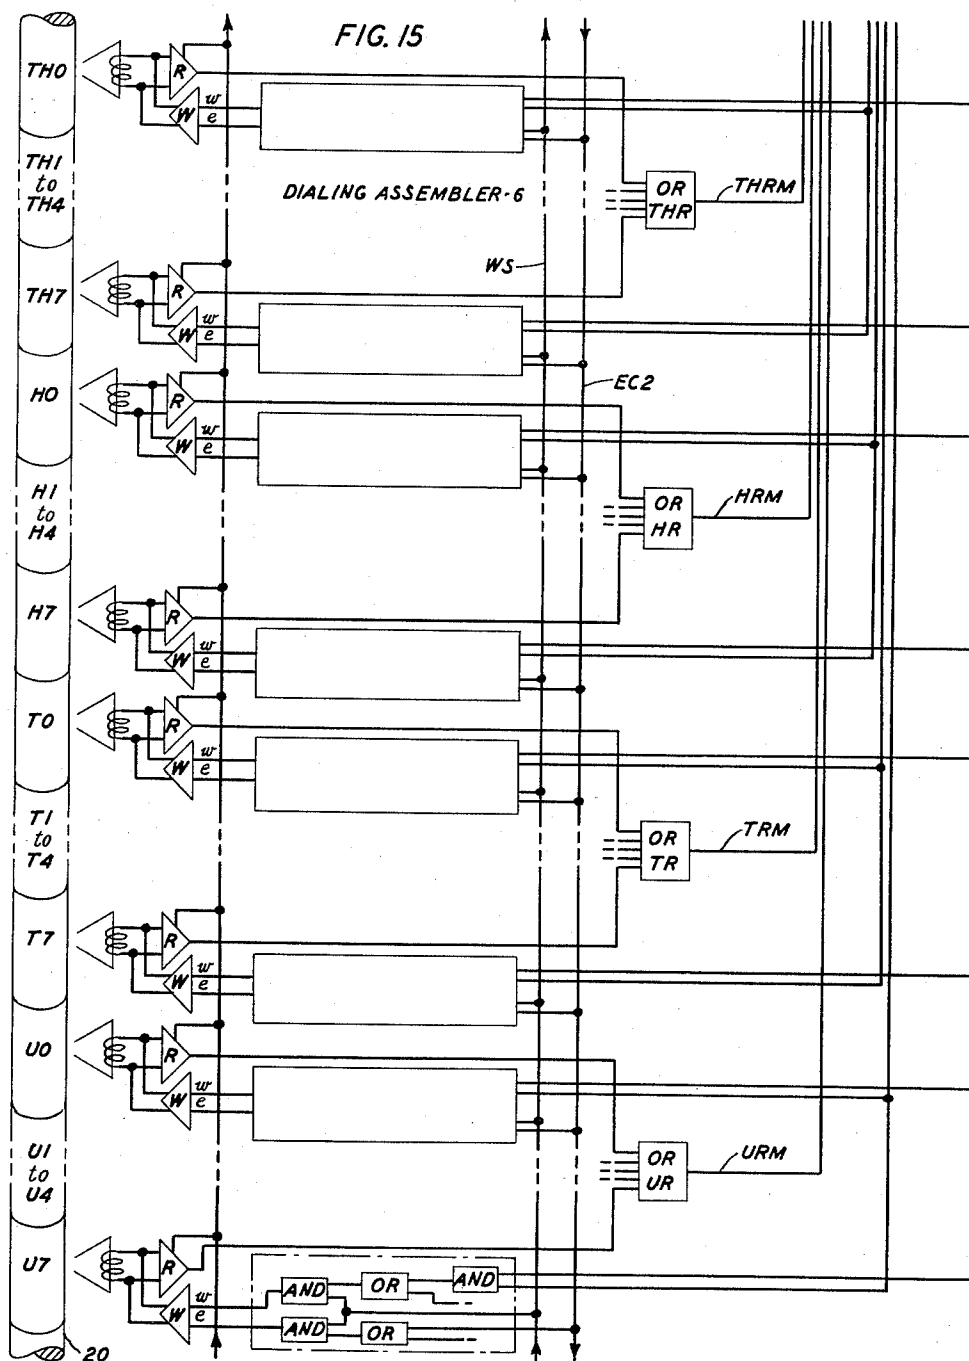 FIG. 15
TH0
R
W
w
e
DIALING ASSEMBLER-6
TH1
to
TH4
OR
THR
THRM
WS
TH7
R
W
w
e
EC2
H0
R
W
w
e
H1
to
H4
OR
HR
HRM
H7
R
W
w
e
T0
R
W
w
e
T1
to
T4
OR
TR
TRM
T7
R
W
w
e
U0
R
W
w
e
U1
to
U4
OR
UR
URM
U7
R
W
w
e
AND
OR
AND
AND
OR
20